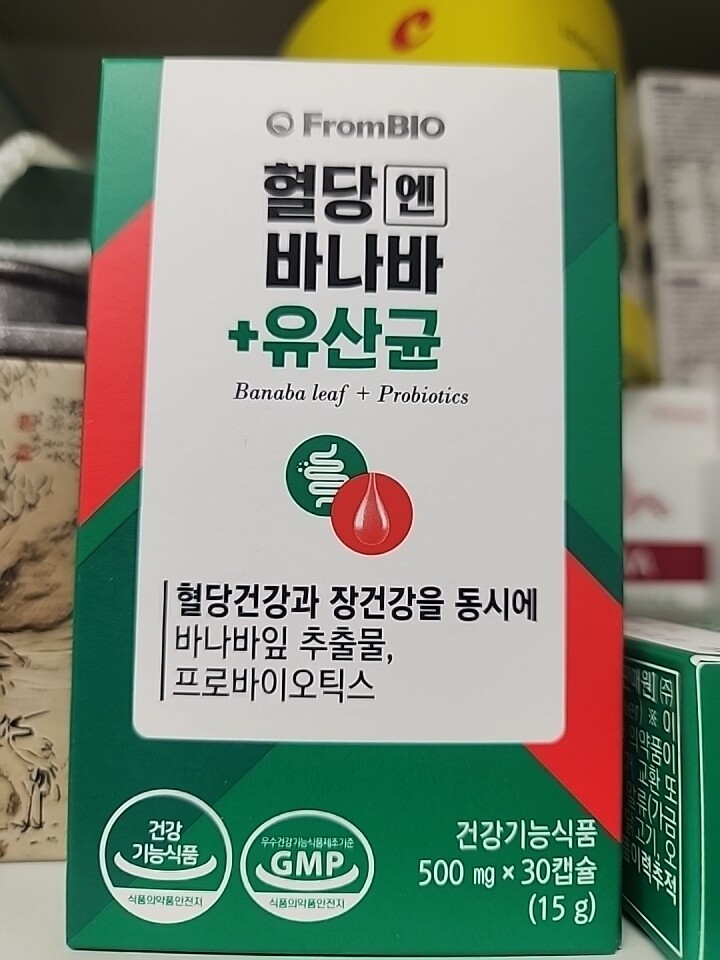 FromBIO
혈당 엔
바나바
+유산균
Banaba leaf + Probiotics
혈당건강과 장건강을 동시에
바나바잎 추출물,
프로바이오틱스
건강
기능식품
식품의약품안전처
우수건강기능식품제조기준
GMP
식품의약품안전처
건강기능식품
500 mg × 30캡슐
(15 g)